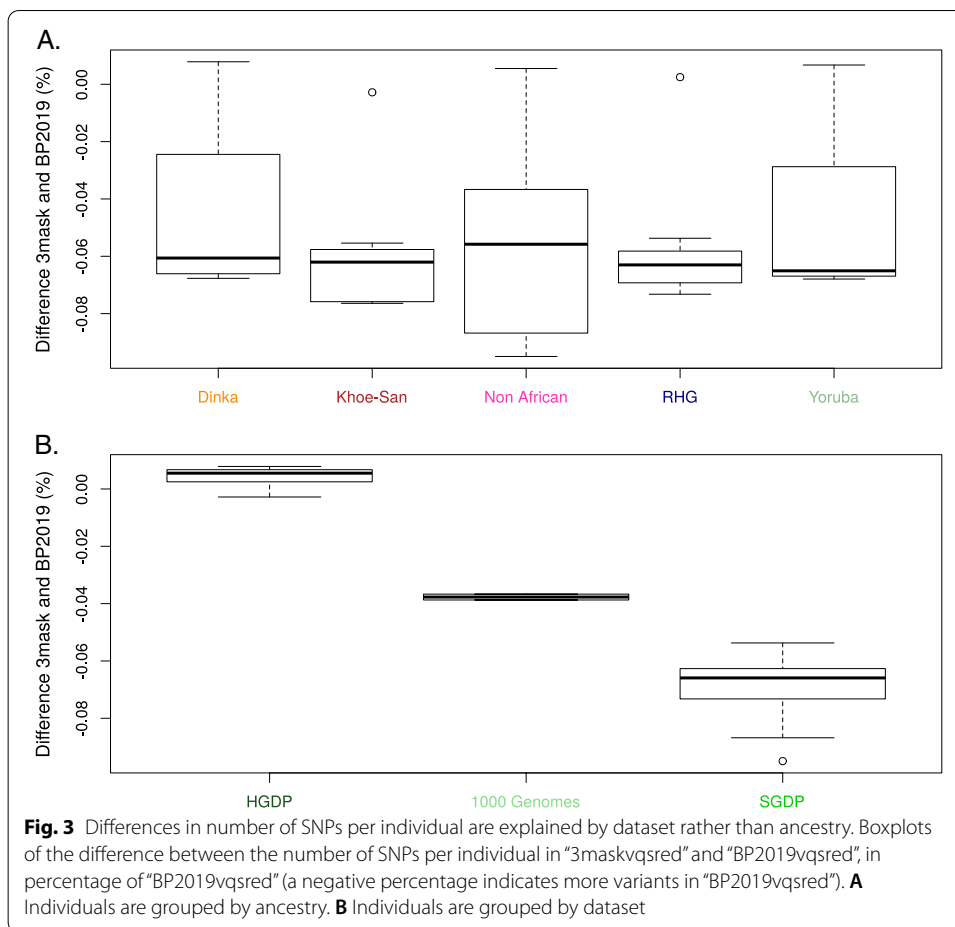 A.
Difference 3mask and BP2019 (%)
0.00
-0.02
-0.04
-0.06
-0.08
Dinka Khoe-San Non African RHG Yoruba
B.
Difference 3mask and BP2019 (%)
0.00
-0.02
-0.04
-0.06
-0.08
HGDP 1000 Genomes SGDP
Fig. 3 Differences in number of SNPs per individual are explained by dataset rather than ancestry. Boxplots
of the difference between the number of SNPs per individual in “3maskvqsred” and “BP2019vqsred”, in
percentage of “BP2019vqsred” (a negative percentage indicates more variants in “BP2019vqsred”). A
Individuals are grouped by ancestry. B Individuals are grouped by dataset